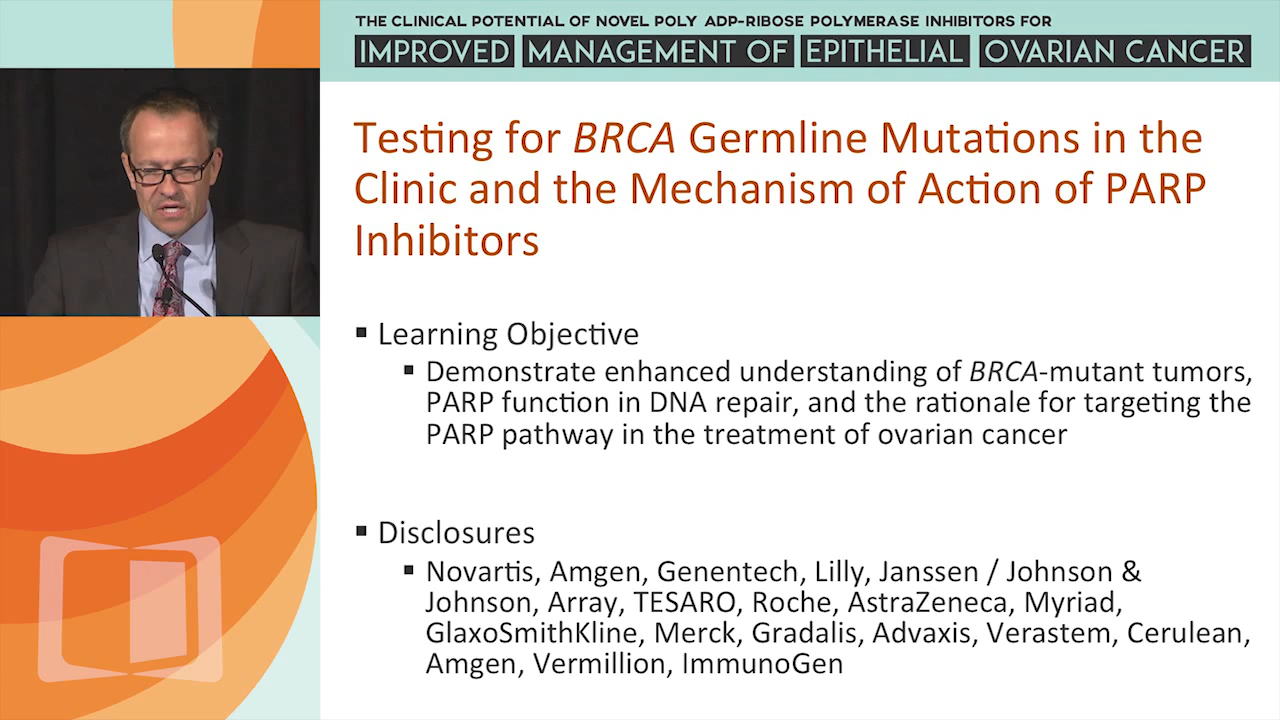 THE CLINICAL POTENTIAL OF NOVEL POLY ADP-RIBOSE POLYMERASE INHIBITORS FOR
IMPROVED MANAGEMENT OF EPITHELIAL OVARIAN CANCER
Testing for BRCA Germline Mutations in the
Clinic and the Mechanism of Action of PARP
Inhibitors
▪ Learning Objective
▪ Demonstrate enhanced understanding of BRCA-mutant tumors,
PARP function in DNA repair, and the rationale for targeting the
PARP pathway in the treatment of ovarian cancer
▪ Disclosures
▪ Novartis, Amgen, Genentech, Lilly, Janssen / Johnson &
Johnson, Array, TESARO, Roche, AstraZeneca, Myriad,
GlaxoSmithKline, Merck, Gradalis, Advaxis, Verastem, Cerulean,
Amgen, Vermillion, ImmunoGen